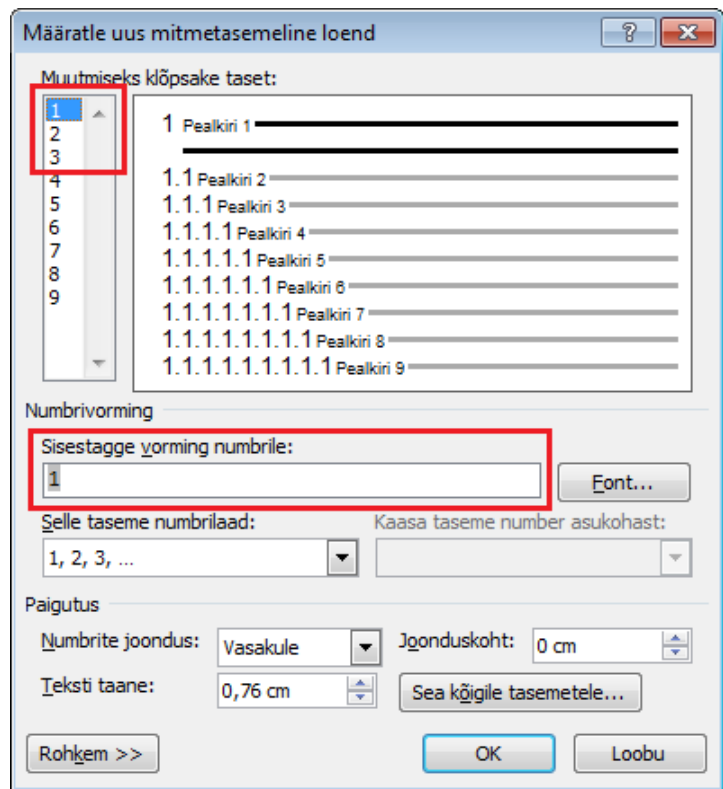 Määratle uus mitmetasemeline loend
Muutmiseks klõpsake taset:
1
2
3
4
5
6
7
8
9
1 Pealkiri 1
1.1 Pealkiri 2
1.1.1 Pealkiri 3
1.1.1.1 Pealkiri 4
1.1.1.1.1 Pealkiri 5
1.1.1.1.1.1 Pealkiri 6
1.1.1.1.1.1.1 Pealkiri 7
1.1.1.1.1.1.1.1 Pealkiri 8
1.1.1.1.1.1.1.1.1 Pealkiri 9
Numbrivorming
Sisestagge vorming numbrile:
1
Font...
Selle taseme numbrilaad:
Kaasa taseme number asukohast:
1, 2, 3, ...
Paigutus
Numbrite joondus:
Vasakule
Joonduskoht:
0 cm
Teksti taane:
0,76 cm
Sea kõigile tasemetele...
Rohkem >>
OK
Loobu